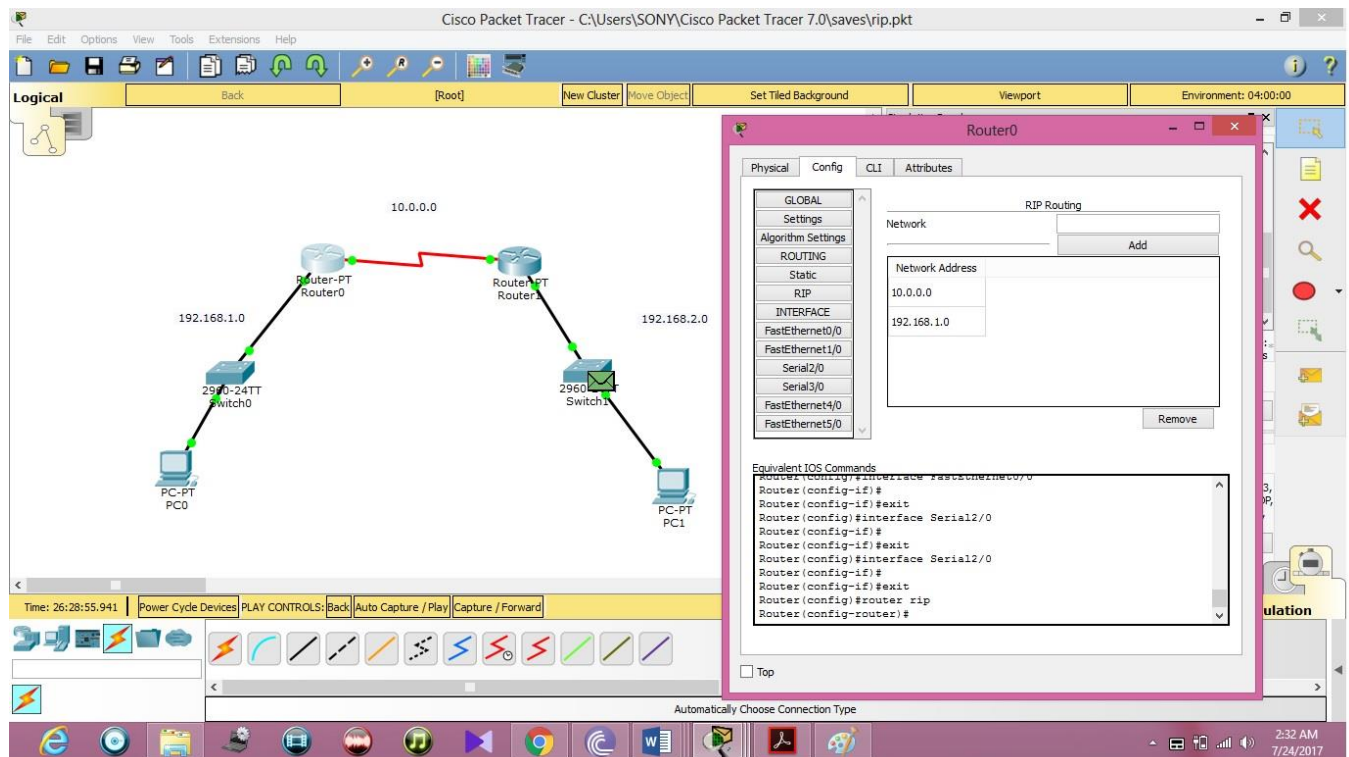 Cisco Packet Tracer - C:\Users\SONY\Cisco Packet Tracer 7.0\saves\rip.pkt
File Edit Options View Tools Extensions Help
Logical
Back
[Root]
New Cluster
Move Object
Set Tiled Background
Viewport
Environment: 04:00:00
10.0.0.0
Router-PT
Router0
Router-PT
Router1
192.168.1.0
192.168.2.0
2960-24TT
Switch0
Switch1
PC-PT
PC0
PC-PT
PC1
Router0
Physical Config CLI Attributes
GLOBAL
Settings
Algorithm Settings
ROUTING
Static
RIP
INTERFACE
FastEthernet0/0
FastEthernet1/0
Serial2/0
Serial3/0
FastEthernet4/0
FastEthernet5/0
RIP Routing
Network
Add
Network Address
10.0.0.0
192.168.1.0
Remove
Equivalent IOS Commands
Router(config)#interface FastEthernet0/0
Router(config-if)#
Router(config-if)#exit
Router(config)#interface Serial2/0
Router(config-if)#
Router(config-if)#exit
Router(config)#interface Serial2/0
Router(config-if)#
Router(config-if)#exit
Router(config)#router rip
Router(config-router)#
Top
Time: 26:28:55.941
Power Cycle Devices PLAY CONTROLS: Back Auto Capture / Play Capture / Forward
Automatically Choose Connection Type
2:32 AM
7/24/2017